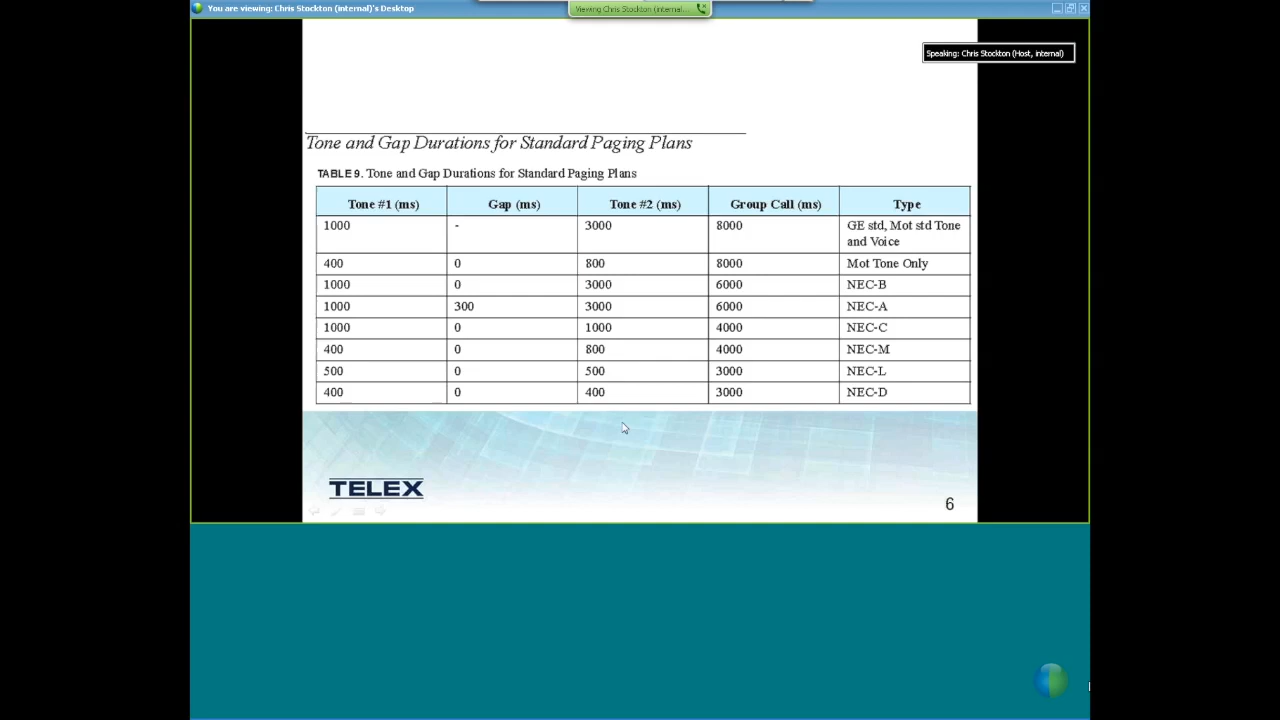 You are viewing: Chris Stockton (internal)'s Desktop
Viewing Chris Stockton (internal...
Speaking: Chris Stockton (Host, internal)
Tone and Gap Durations for Standard Paging Plans
TABLE 9. Tone and Gap Durations for Standard Paging Plans
Tone #1 (ms) Gap (ms) Tone #2 (ms) Group Call (ms) Type
1000 - 3000 8000 GE std, Mot std Tone
and Voice
400 0 800 8000 Mot Tone Only
1000 0 3000 6000 NEC-B
1000 300 3000 6000 NEC-A
1000 0 1000 4000 NEC-C
400 0 800 4000 NEC-M
500 0 500 3000 NEC-L
400 0 400 3000 NEC-D
TELEX
6